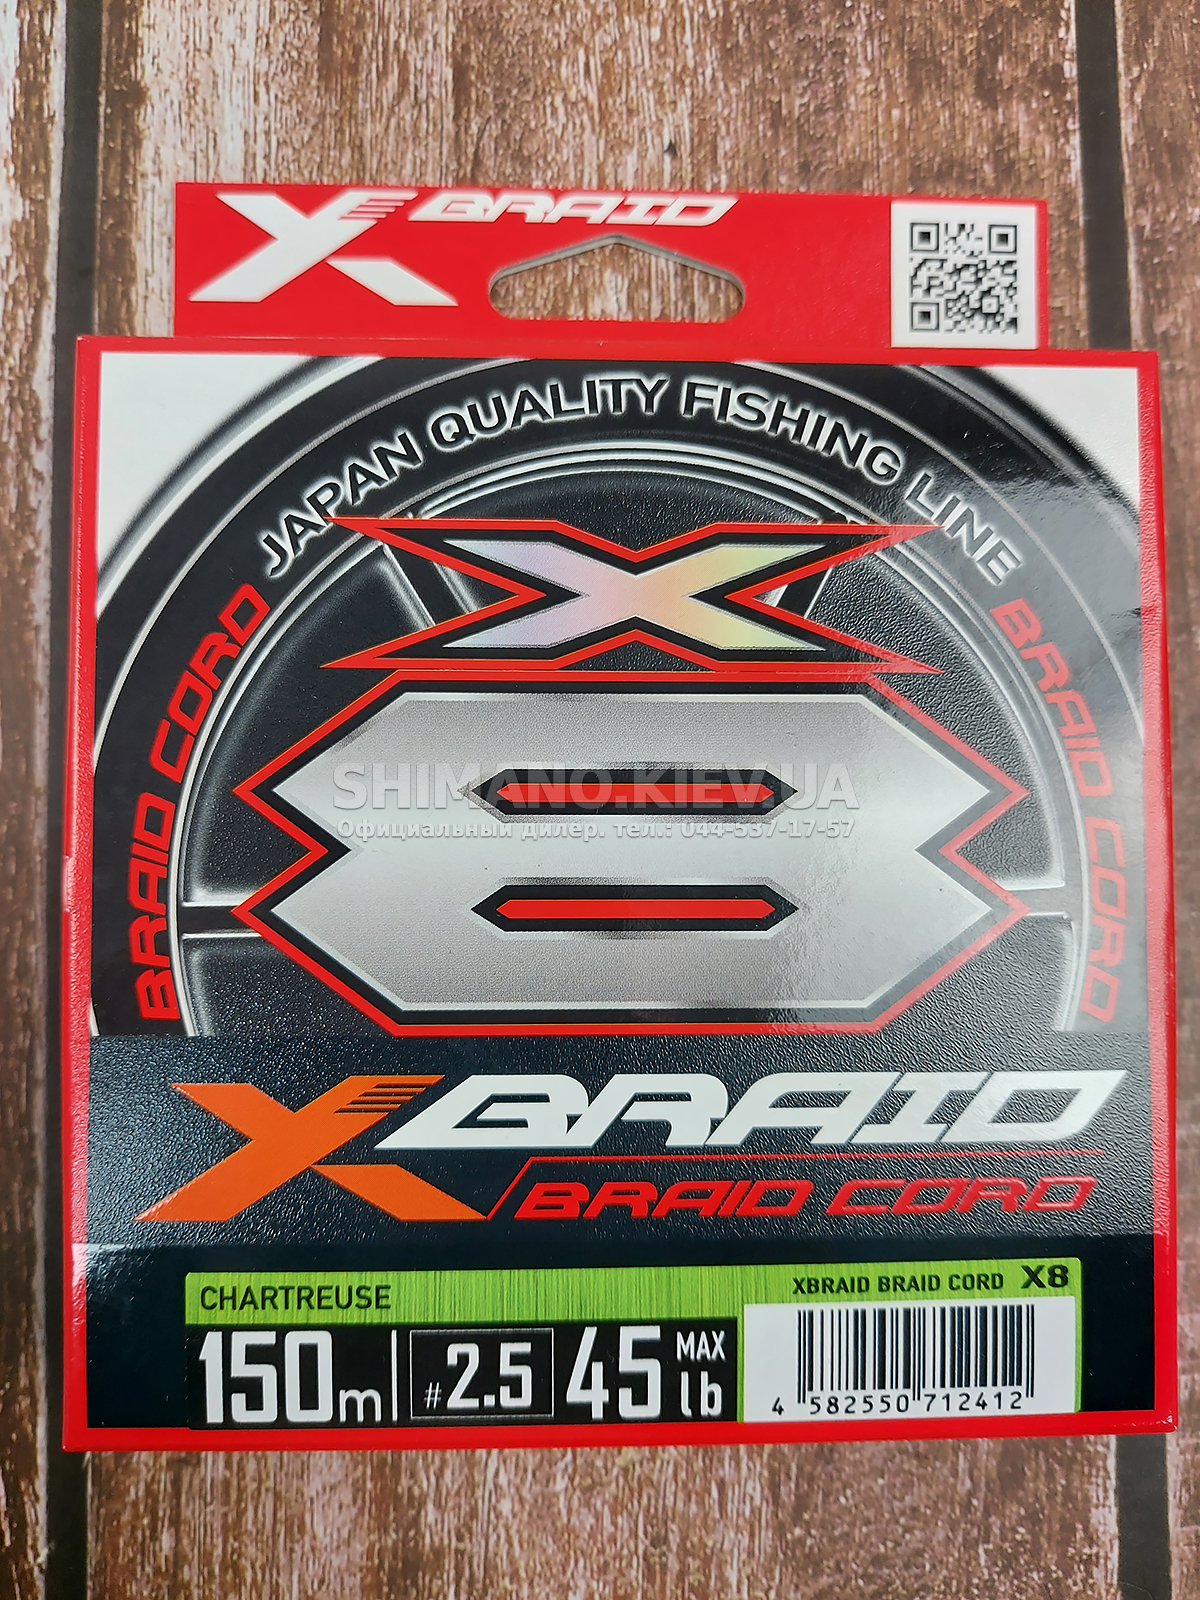 X BRAID
JAPAN QUALITY FISHING LINE
BRAID CORD
BRAID CORD
X
8
SHIMANO.KIEV.UA
Официальный дилер. тел.: 044-537-17-57
X BRAID
BRAID CORD
CHARTREUSE
XBRAID BRAID CORD X8
150m #2.5 45 MAX lb
4 582550 712412